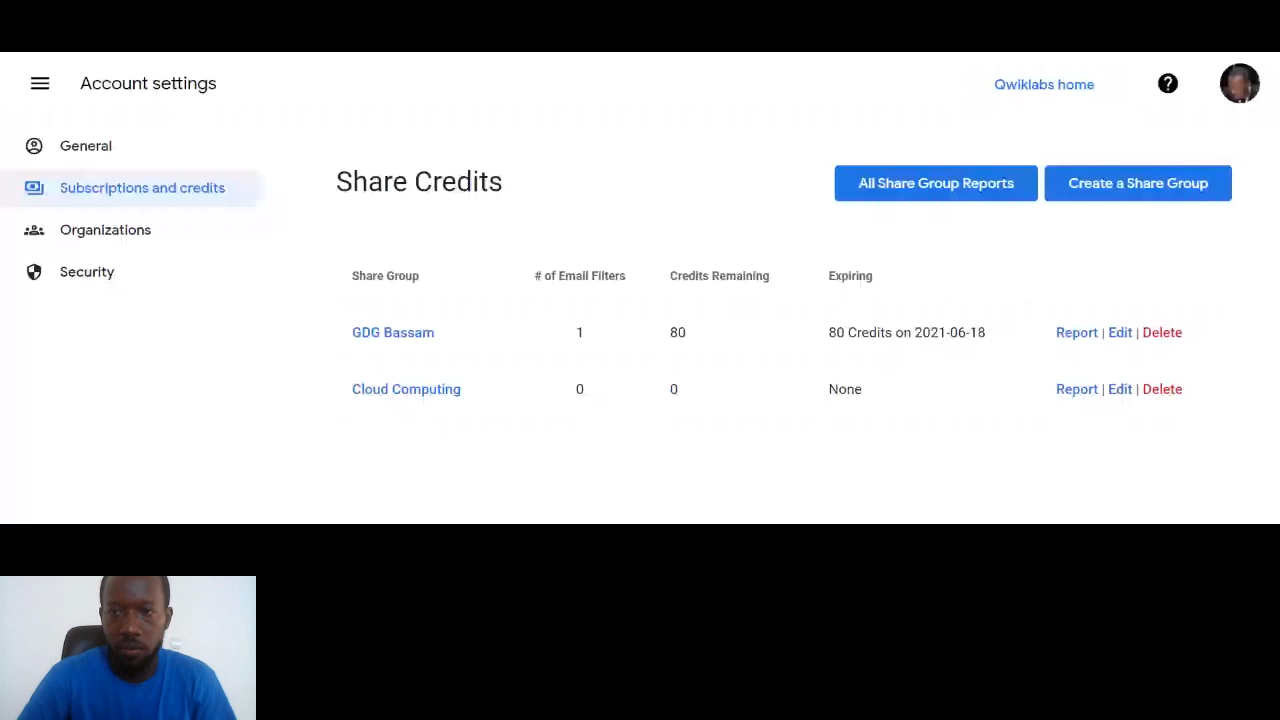 Account settings
Qwiklabs home
General
Subscriptions and credits
Organizations
Security
Share Credits
All Share Group Reports
Create a Share Group
Share Group # of Email Filters Credits Remaining Expiring
GDG Bassam 1 80 80 Credits on 2021-06-18 Report | Edit | Delete
Cloud Computing 0 0 None Report | Edit | Delete